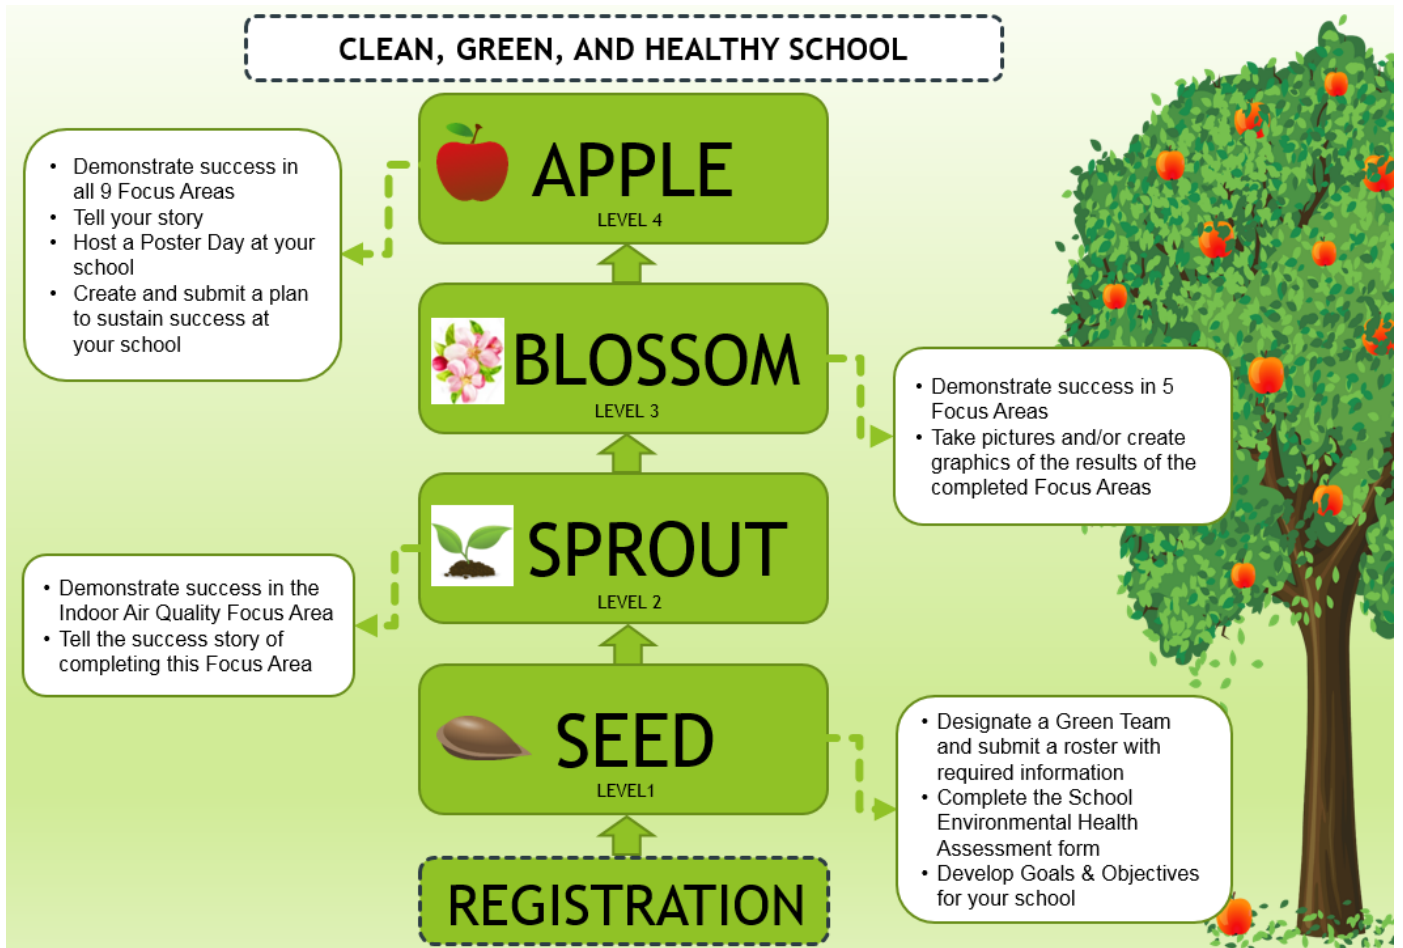 CLEAN, GREEN, AND HEALTHY SCHOOL
APPLE
LEVEL 4
• Demonstrate success in
all 9 Focus Areas
• Tell your story
• Host a Poster Day at your
school
• Create and submit a plan
to sustain success at
your school
BLOSSOM
LEVEL 3
• Demonstrate success in 5
Focus Areas
• Take pictures and/or create
graphics of the results of the
completed Focus Areas
SPROUT
LEVEL 2
• Demonstrate success in the
Indoor Air Quality Focus Area
• Tell the success story of
completing this Focus Area
SEED
LEVEL1
• Designate a Green Team
and submit a roster with
required information
• Complete the School
Environmental Health
Assessment form
• Develop Goals & Objectives
for your school
REGISTRATION